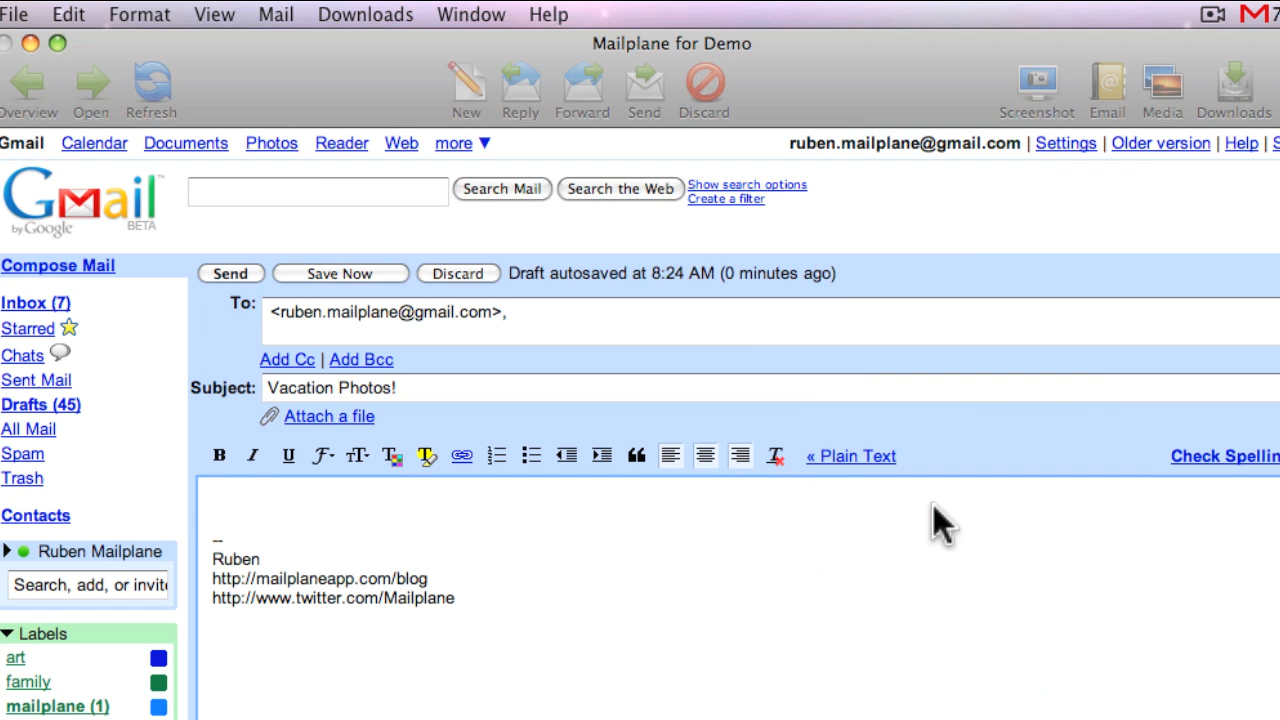 File Edit Format View Mail Downloads Window Help
Mailplane for Demo
Overview Open Refresh New Reply Forward Send Discard Screenshot Email Media Downloads
Gmail Calendar Documents Photos Reader Web more ▼ ruben.mailplane@gmail.com | Settings | Older version | Help |
Gmail™
by Google BETA
Search Mail Search the Web Show search options
Create a filter
Compose Mail
Send Save Now Discard Draft autosaved at 8:24 AM (0 minutes ago)
Inbox (7)
Starred
Chats
Sent Mail
Drafts (45)
All Mail
Spam
Trash
Contacts
Ruben Mailplane
Search, add, or invite
Labels
art
family
mailplane (1)
To: <ruben.mailplane@gmail.com>,
Add Cc | Add Bcc
Subject: Vacation Photos!
Attach a file
B I U « Plain Text Check Spellin
--
Ruben
http://mailplaneapp.com/blog
http://www.twitter.com/Mailplane